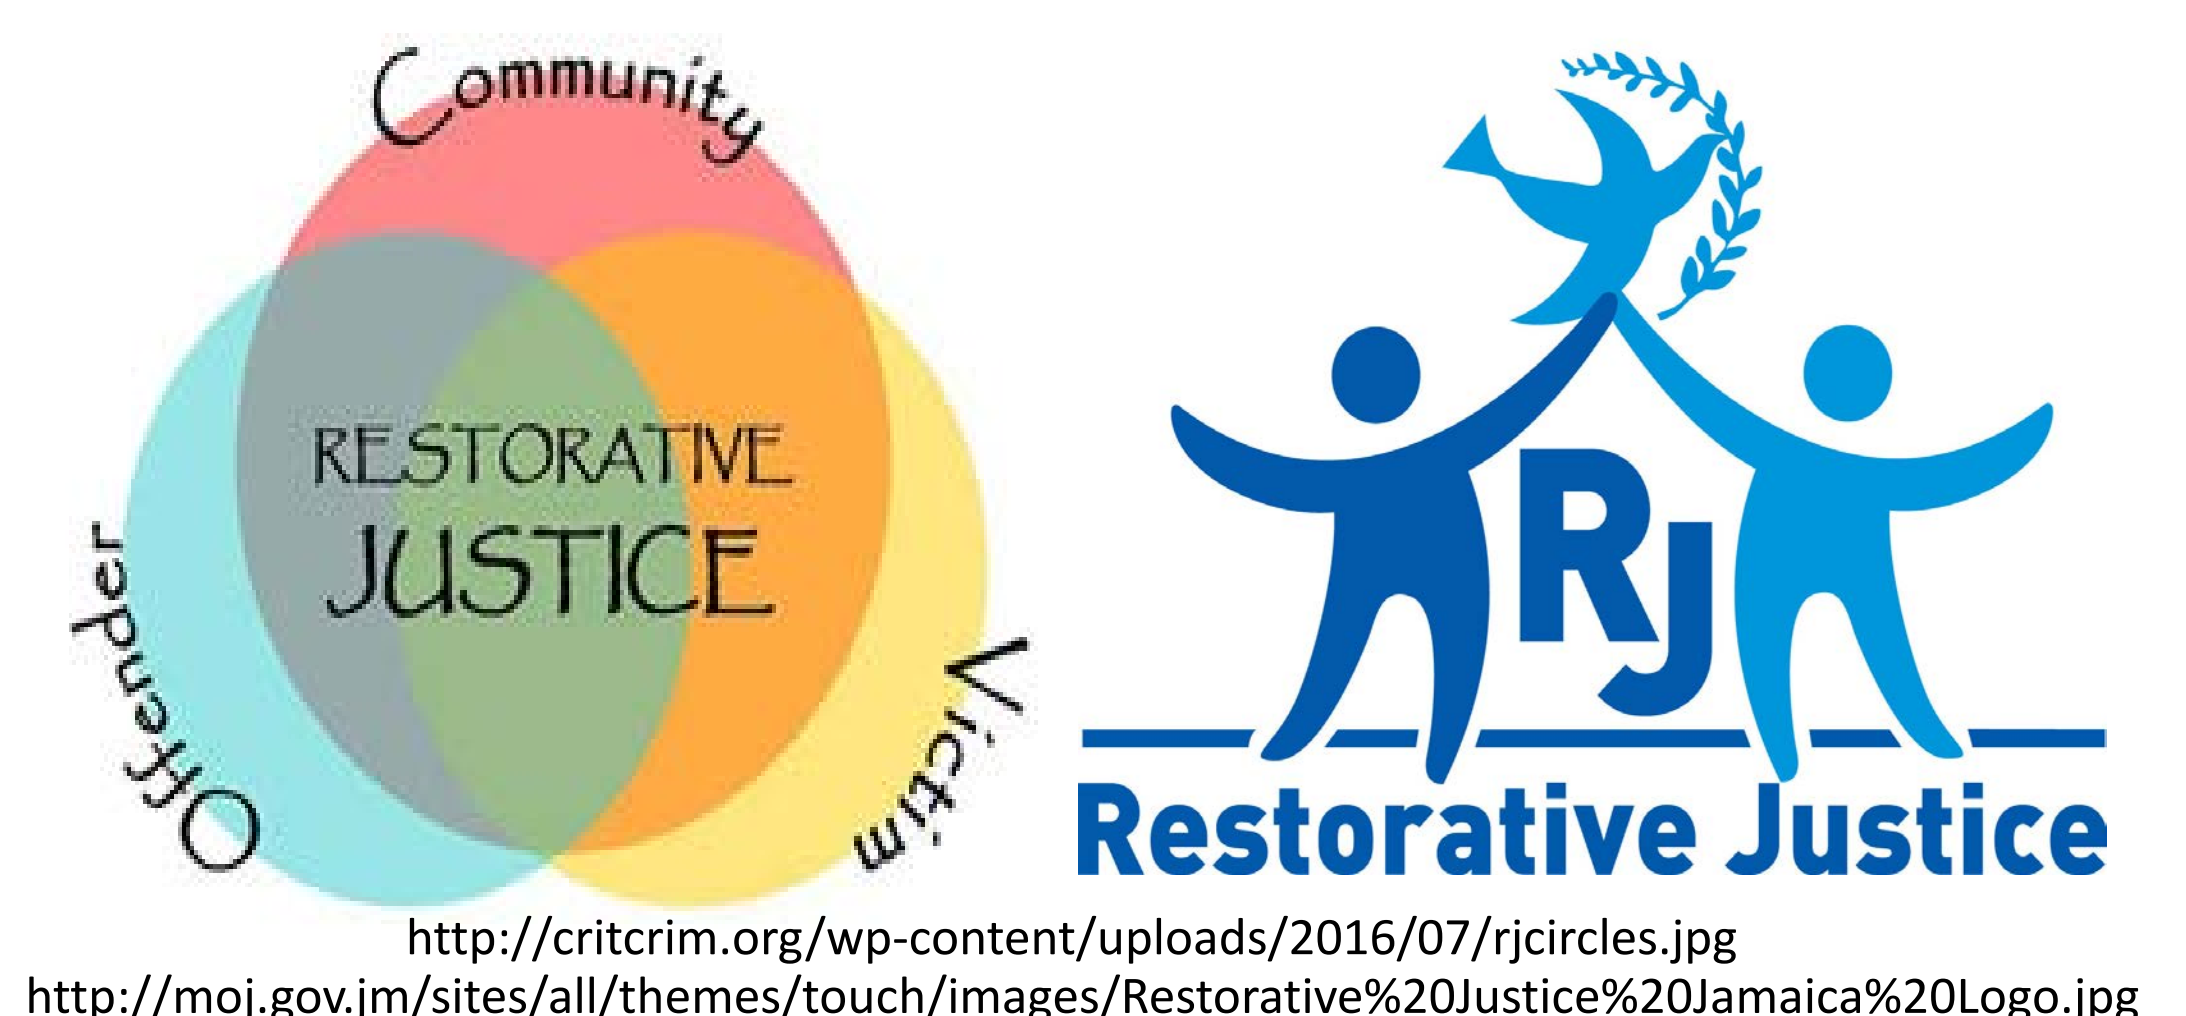 Community
Offender
Victim
RESTORATIVE
JUSTICE
RJ
Restorative Justice
http://critcrim.org/wp-content/uploads/2016/07/rjcircles.jpg
http://moj.gov.jm/sites/all/themes/touch/images/Restorative%20Justice%20Jamaica%20Logo.jpg